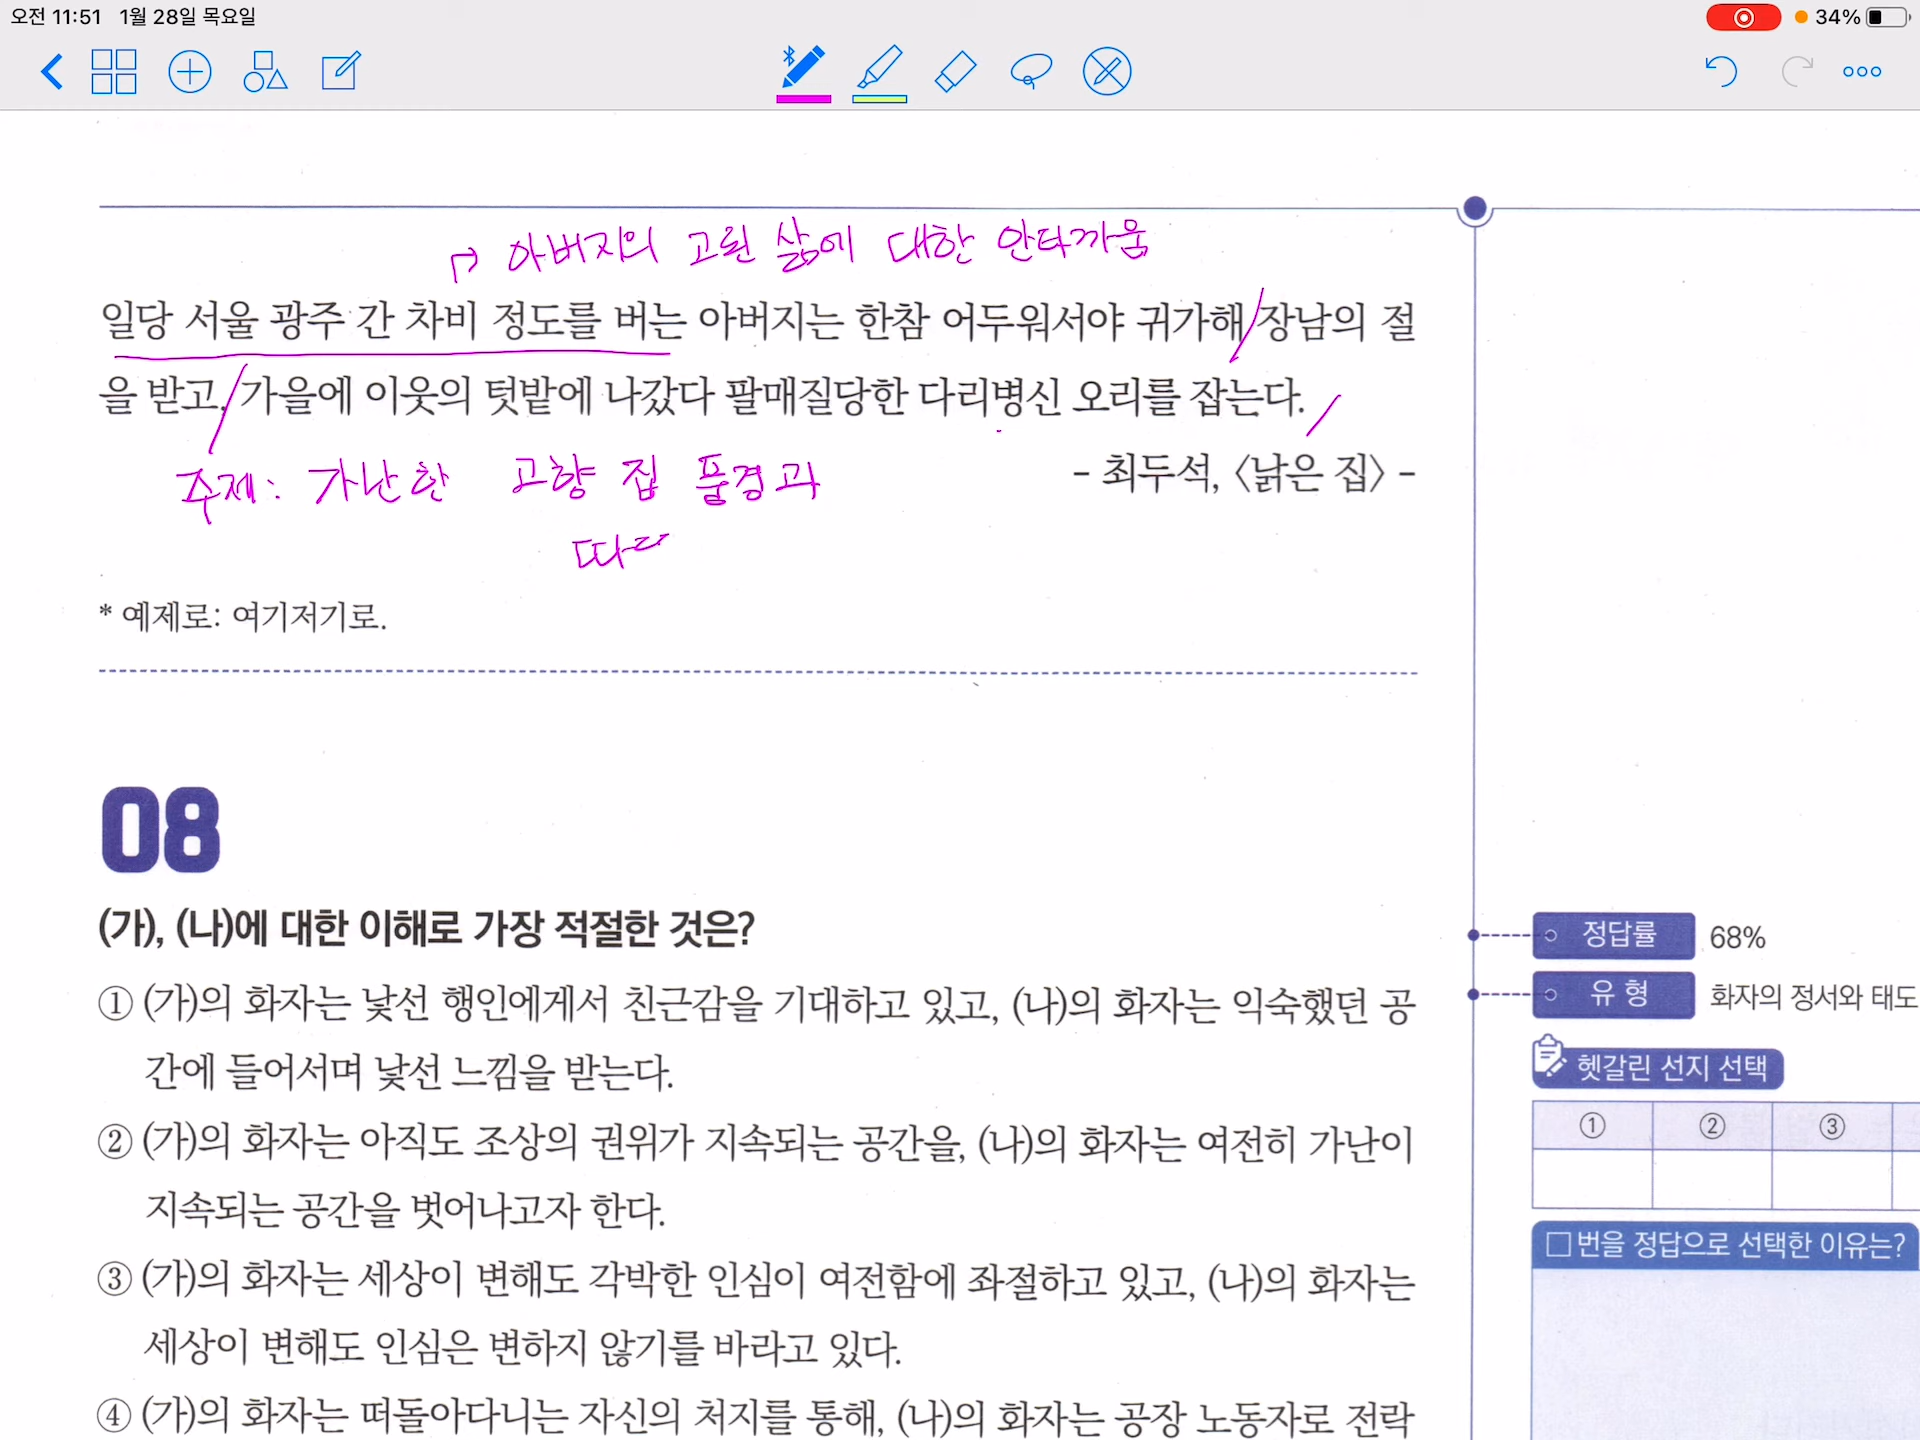 오전 11:51 1월 28일 목요일
34%
아버지의 고된 삶에 대한 안타까움
일당 서울 광주 간 차비 정도를 버는 아버지는 한참 어두워서야 귀가해 장남의 절
을 받고, 가을에 이웃의 텃밭에 나갔다 팔매질당한 다리병신 오리를 잡는다.
- 최두석, 〈낡은 집〉 -
주제: 가난한 고향 집 풍경과
따
* 예제로: 여기저기로.
08
(가), (나)에 대한 이해로 가장 적절한 것은?
① (가)의 화자는 낯선 행인에게서 친근감을 기대하고 있고, (나)의 화자는 익숙했던 공
간에 들어서며 낯선 느낌을 받는다.
② (가)의 화자는 아직도 조상의 권위가 지속되는 공간을, (나)의 화자는 여전히 가난이
지속되는 공간을 벗어나고자 한다.
③ (가)의 화자는 세상이 변해도 각박한 인심이 여전함에 좌절하고 있고, (나)의 화자는
세상이 변해도 인심은 변하지 않기를 바라고 있다.
④ (가)의 화자는 떠돌아다니는 자신의 처지를 통해, (나)의 화자는 공장 노동자로 전락
정답률 68%
유 형 화자의 정서와 태도
헷갈린 선지 선택
① ② ③
□번을 정답으로 선택한 이유는?